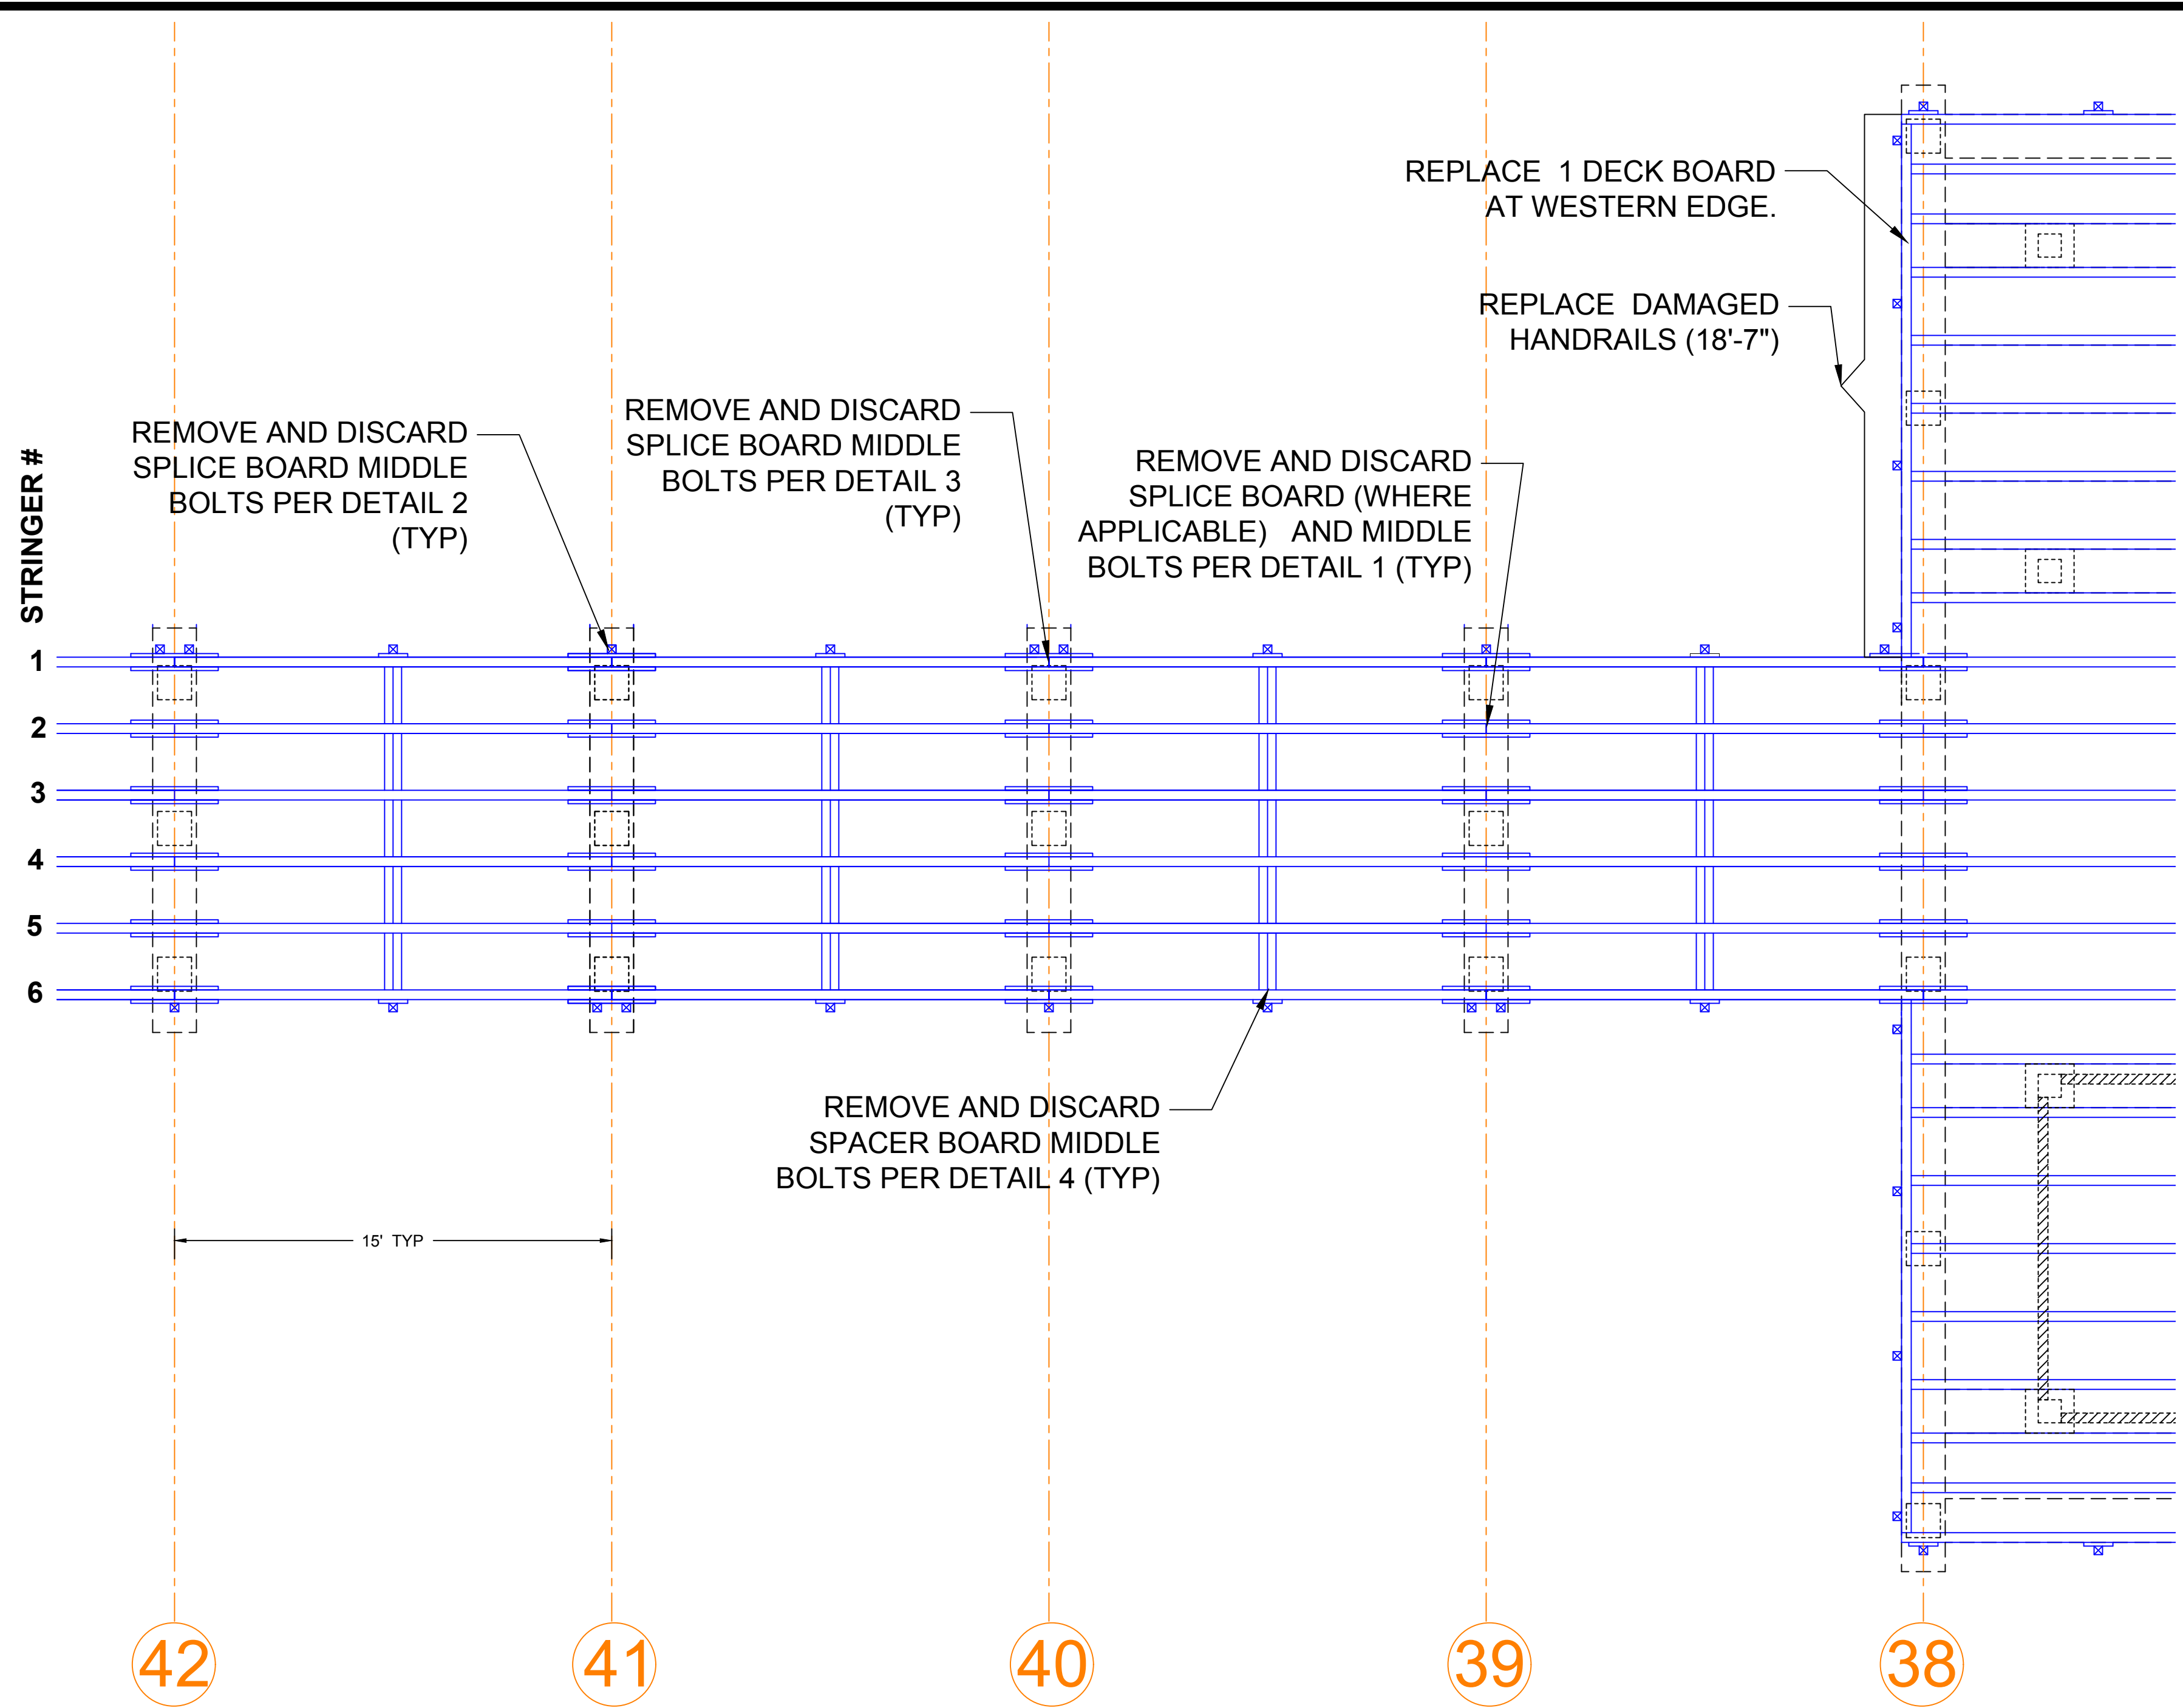 REPLACE  1 DECK BOARD
AT WESTERN EDGE.
REPLACE  DAMAGED
HANDRAILS (18'-7")
REMOVE AND DISCARD
SPLICE BOARD MIDDLE
BOLTS PER DETAIL 2
(TYP)
REMOVE AND DISCARD
SPLICE BOARD MIDDLE
BOLTS PER DETAIL 3
(TYP)
REMOVE AND DISCARD
SPLICE BOARD (WHERE
APPLICABLE)   AND MIDDLE
BOLTS PER DETAIL 1 (TYP)
STRINGER #
1
2
3
4
5
6
REMOVE AND DISCARD
SPACER BOARD MIDDLE
BOLTS PER DETAIL 4 (TYP)
15'  TYP
42
41
40
39
38